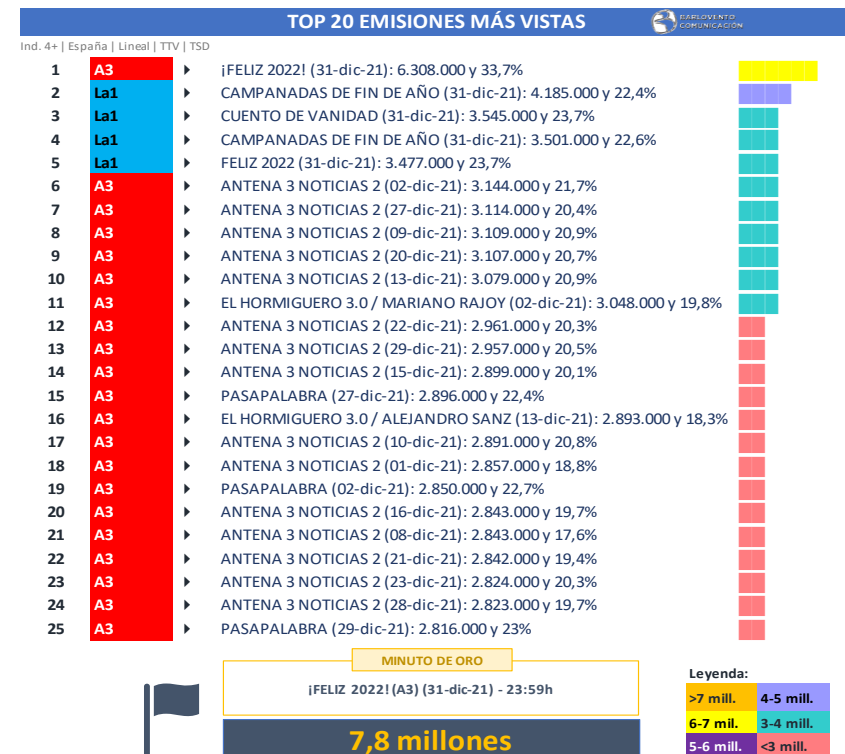 TOP 20 EMISIONES MÁS VISTAS
BARLOVENTO
COMUNICACIÓN
Ind. 4+ | España | Lineal | TTV | TSD
1 A3 ¡FELIZ 2022! (31-dic-21): 6.308.000 y 33,7%
2 La1 CAMPANADAS DE FIN DE AÑO (31-dic-21): 4.185.000 y 22,4%
3 La1 CUENTO DE VANIDAD (31-dic-21): 3.545.000 y 23,7%
4 La1 CAMPANADAS DE FIN DE AÑO (31-dic-21): 3.501.000 y 22,6%
5 La1 FELIZ 2022 (31-dic-21): 3.477.000 y 23,7%
6 A3 ANTENA 3 NOTICIAS 2 (02-dic-21): 3.144.000 y 21,7%
7 A3 ANTENA 3 NOTICIAS 2 (27-dic-21): 3.114.000 y 20,4%
8 A3 ANTENA 3 NOTICIAS 2 (09-dic-21): 3.109.000 y 20,9%
9 A3 ANTENA 3 NOTICIAS 2 (20-dic-21): 3.107.000 y 20,7%
10 A3 ANTENA 3 NOTICIAS 2 (13-dic-21): 3.079.000 y 20,9%
11 A3 EL HORMIGUERO 3.0 / MARIANO RAJOY (02-dic-21): 3.048.000 y 19,8%
12 A3 ANTENA 3 NOTICIAS 2 (22-dic-21): 2.961.000 y 20,3%
13 A3 ANTENA 3 NOTICIAS 2 (29-dic-21): 2.957.000 y 20,5%
14 A3 ANTENA 3 NOTICIAS 2 (15-dic-21): 2.899.000 y 20,1%
15 A3 PASAPALABRA (27-dic-21): 2.896.000 y 22,4%
16 A3 EL HORMIGUERO 3.0 / ALEJANDRO SANZ (13-dic-21): 2.893.000 y 18,3%
17 A3 ANTENA 3 NOTICIAS 2 (10-dic-21): 2.891.000 y 20,8%
18 A3 ANTENA 3 NOTICIAS 2 (01-dic-21): 2.857.000 y 18,8%
19 A3 PASAPALABRA (02-dic-21): 2.850.000 y 22,7%
20 A3 ANTENA 3 NOTICIAS 2 (16-dic-21): 2.843.000 y 19,7%
21 A3 ANTENA 3 NOTICIAS 2 (08-dic-21): 2.843.000 y 17,6%
22 A3 ANTENA 3 NOTICIAS 2 (21-dic-21): 2.842.000 y 19,4%
23 A3 ANTENA 3 NOTICIAS 2 (23-dic-21): 2.824.000 y 20,3%
24 A3 ANTENA 3 NOTICIAS 2 (28-dic-21): 2.823.000 y 19,7%
25 A3 PASAPALABRA (29-dic-21): 2.816.000 y 23%
MINUTO DE ORO
¡FELIZ 2022! (A3) (31-dic-21) - 23:59h
7,8 millones
Leyenda:
>7 mill. 4-5 mill.
6-7 mil. 3-4 mill.
5-6 mill. <3 mill.